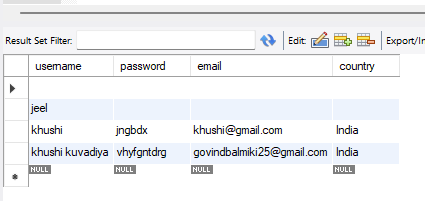 Result Set Filter: Edit: Export/In
username password email country
jeel
khushi jngbdx khushi@gmail.com India
khushi kuvadiya vhyfgntdrg govindbalmiki25@gmail.com India
NULL NULL NULL NULL